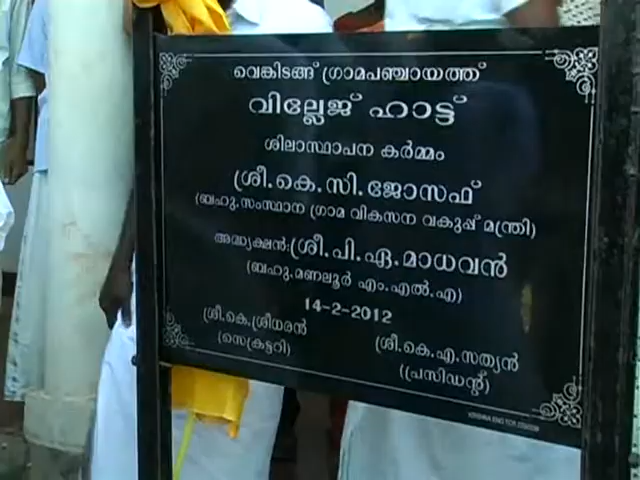 വെങ്കിടങ്ങ് ഗ്രാമപഞ്ചായത്ത്
വില്ലേജ് ഹാട്ട്
ശിലാസ്ഥാപന കർമ്മം
ശ്രീ.കെ.സി.ജോസഫ്
(ബഹു.സംസ്ഥാന ഗ്രാമ വികസന വകുപ്പ് മന്ത്രി)
അദ്ധ്യക്ഷൻ:ശ്രീ.പി.ഏ.മാധവൻ
(ബഹു.മണലൂർ എം.എൽ.എ)
14-2-2012
ശ്രീ.കെ.ശ്രീധരൻ
(സെക്രട്ടറി)
ശ്രീ.കെ.എ.സത്യൻ
(പ്രസിഡന്റ്)